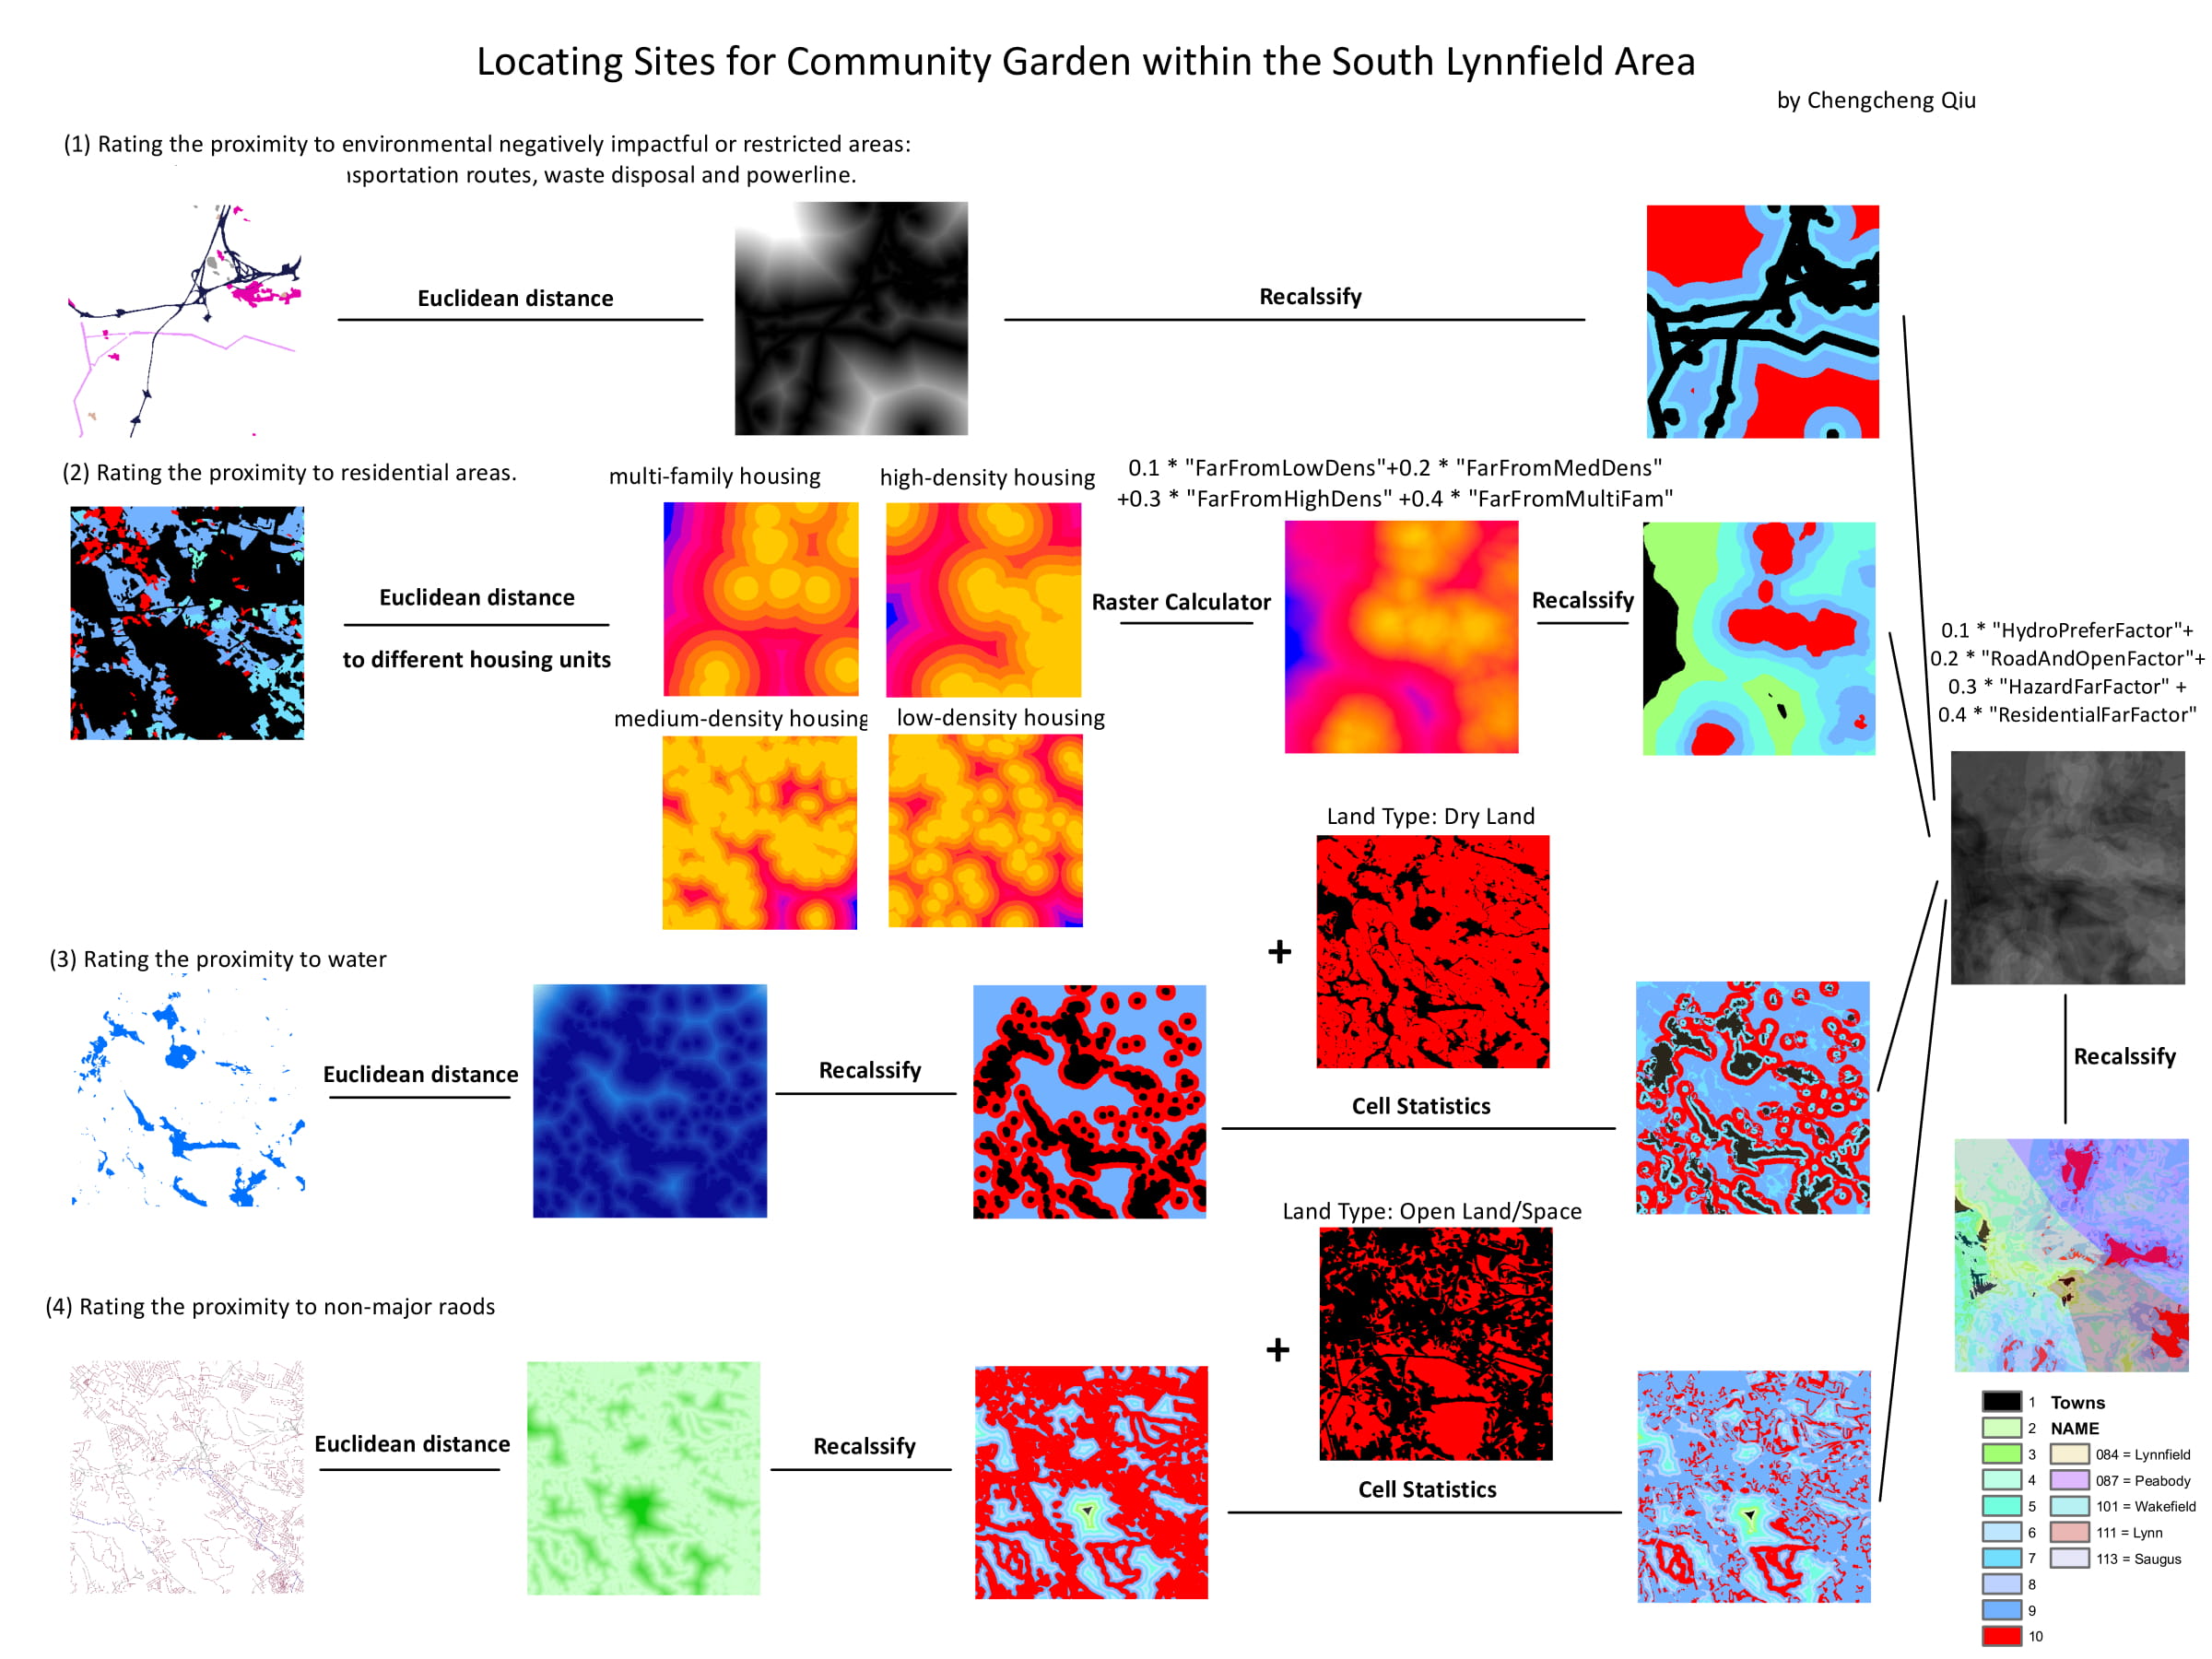 Locating Sites for Community Garden within the South Lynnfield Area
by Chengcheng Qiu
(1) Rating the proximity to environmental negatively impactful or restricted areas:
nsportation routes, waste disposal and powerline.
Euclidean distance
Recalssify
(2) Rating the proximity to residential areas.
multi-family housing
high-density housing
0.1 * "FarFromLowDens"+0.2 * "FarFromMedDens"
+0.3 * "FarFromHighDens" +0.4 * "FarFromMultiFam"
Euclidean distance
to different housing units
Raster Calculator
Recalssify
medium-density housing
low-density housing
0.1 * "HydroPreferFactor"+
0.2 * "RoadAndOpenFactor"+
0.3 * "HazardFarFactor" +
0.4 * "ResidentialFarFactor"
Land Type: Dry Land
+
(3) Rating the proximity to water
Euclidean distance
Recalssify
Cell Statistics
Recalssify
Land Type: Open Land/Space
+
(4) Rating the proximity to non-major raods
Euclidean distance
Recalssify
Cell Statistics
1
2
3
4
5
6
7
8
9
10
Towns
NAME
084 = Lynnfield
087 = Peabody
101 = Wakefield
111 = Lynn
113 = Saugus